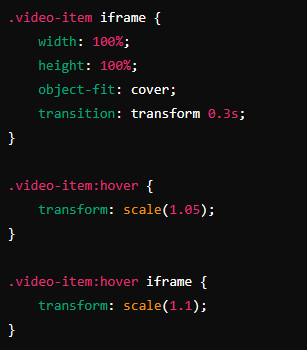 .video-item iframe {
    width: 100%;
    height: 100%;
    object-fit: cover;
    transition: transform 0.3s;
}

.video-item:hover {
    transform: scale(1.05);
}

.video-item:hover iframe {
    transform: scale(1.1);
}